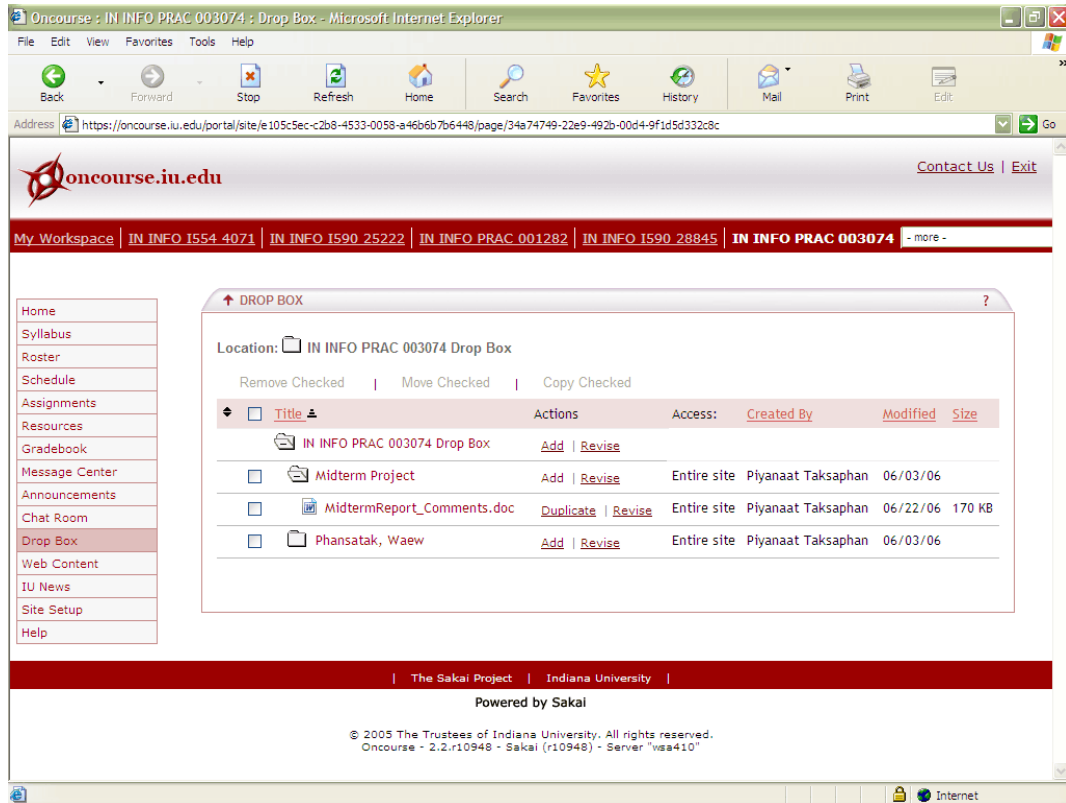 Oncourse : IN INFO PRAC 003074 : Drop Box - Microsoft Internet Explorer
File Edit View Favorites Tools Help
Back Forward Stop Refresh Home Search Favorites History Mail Print Edit
Address https://oncourse.iu.edu/portal/site/e105c5ec-c2b8-4533-0058-a46b6b7b6448/page/34a74749-22e9-492b-00d4-9f1d5d332c8c Go
oncourse.iu.edu Contact Us | Exit
My Workspace | IN INFO I554 4071 | IN INFO I590 25222 | IN INFO PRAC 001282 | IN INFO I590 28845 | IN INFO PRAC 003074 - more -
Home
Syllabus
Roster
Schedule
Assignments
Resources
Gradebook
Message Center
Announcements
Chat Room
Drop Box
Web Content
IU News
Site Setup
Help
DROP BOX ?
Location: IN INFO PRAC 003074 Drop Box
Remove Checked | Move Checked | Copy Checked
Title Actions Access: Created By Modified Size
IN INFO PRAC 003074 Drop Box Add | Revise
Midterm Project Add | Revise Entire site Piyanaat Taksaphan 06/03/06
MidtermReport_Comments.doc Duplicate | Revise Entire site Piyanaat Taksaphan 06/22/06 170 KB
Phansatak, Waew Add | Revise Entire site Piyanaat Taksaphan 06/03/06
| The Sakai Project | Indiana University |
Powered by Sakai
© 2005 The Trustees of Indiana University. All rights reserved.
Oncourse - 2.2.r10948 - Sakai (r10948) - Server "wsa410"
Internet